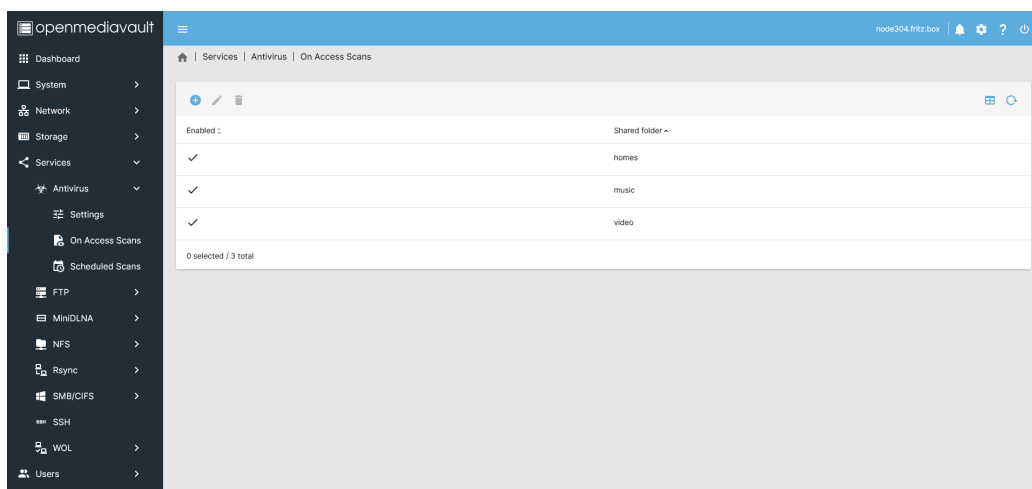 openmediavault
node304.fritz.box
Dashboard
Services | Antivirus | On Access Scans
System
Network
Storage
Services
Antivirus
Settings
On Access Scans
Scheduled Scans
FTP
MiniDLNA
NFS
Rsync
SMB/CIFS
SSH SSH
WOL
Users
Enabled
Shared folder
homes
music
video
0 selected / 3 total